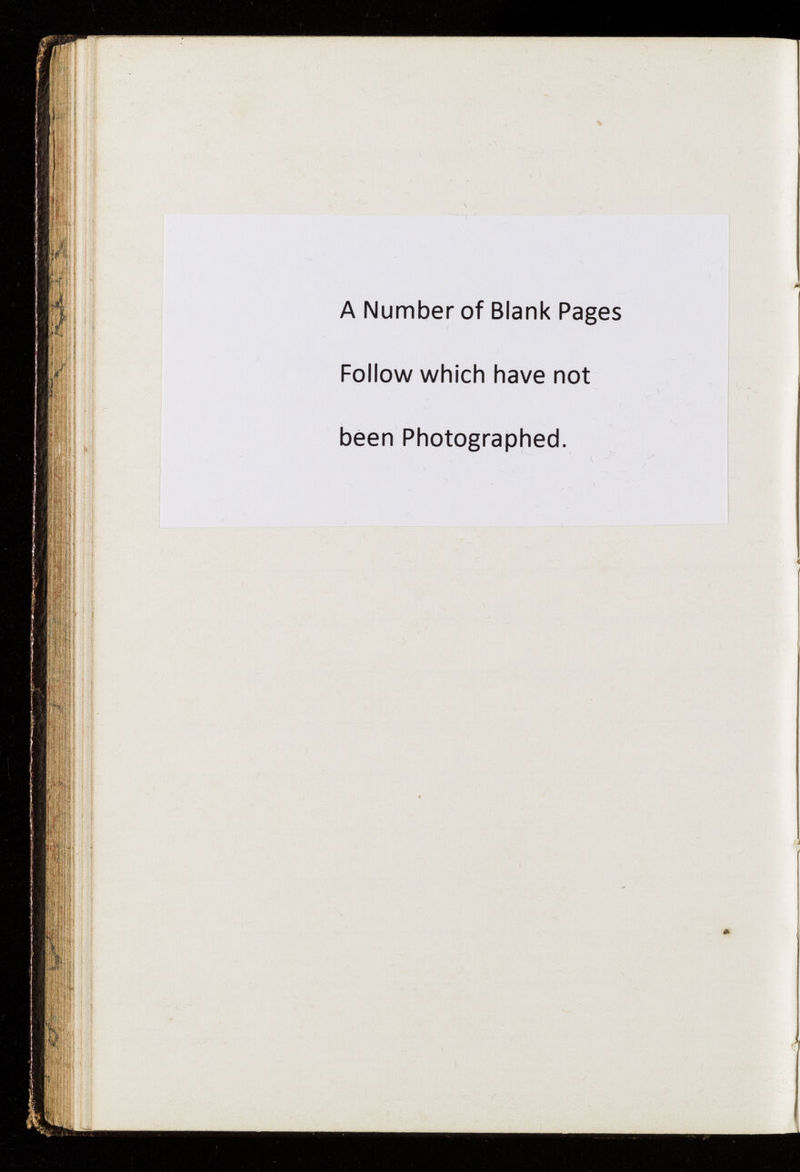 A Number of Blank Pages
Follow which have not
been Photographed.